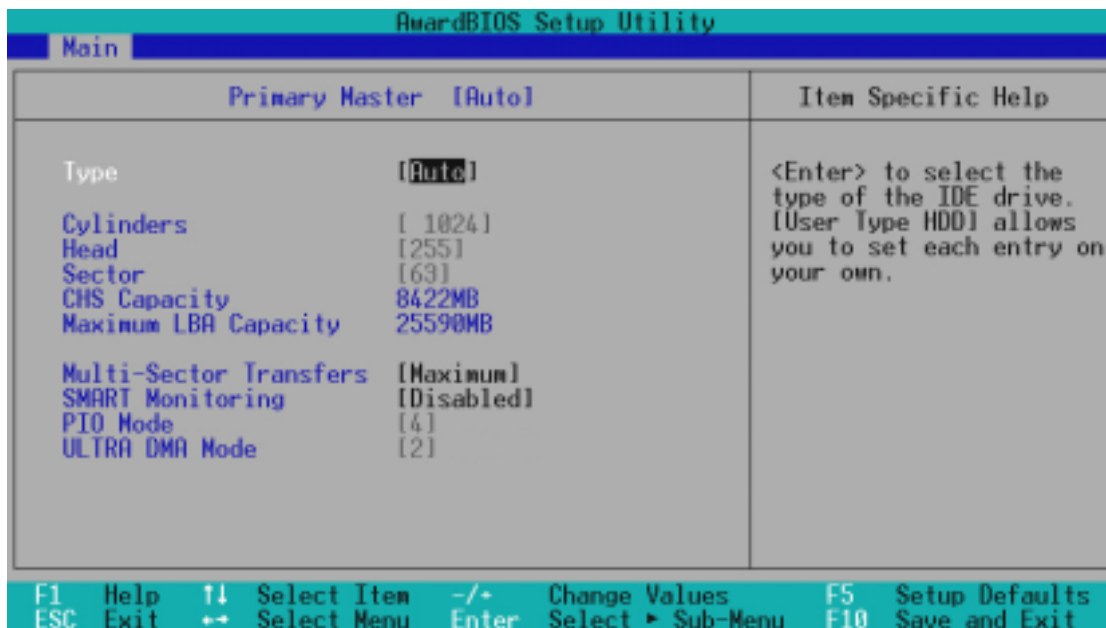 AwardBIOS Setup Utility
Main
Primary Master [Auto]
Item Specific Help
Type [Auto]
Cylinders [ 1024]
Head [255]
Sector [63]
CHS Capacity 8422MB
Maximum LBA Capacity 25590MB
Multi-Sector Transfers [Maximum]
SMART Monitoring [Disabled]
PIO Mode [4]
ULTRA DMA Mode [2]
<Enter> to select the
type of the IDE drive.
[User Type HDD] allows
you to set each entry on
your own.
F1 Help ↑↓ Select Item -/+ Change Values F5 Setup Defaults
ESC Exit ←→ Select Menu Enter Select ► Sub-Menu F10 Save and Exit